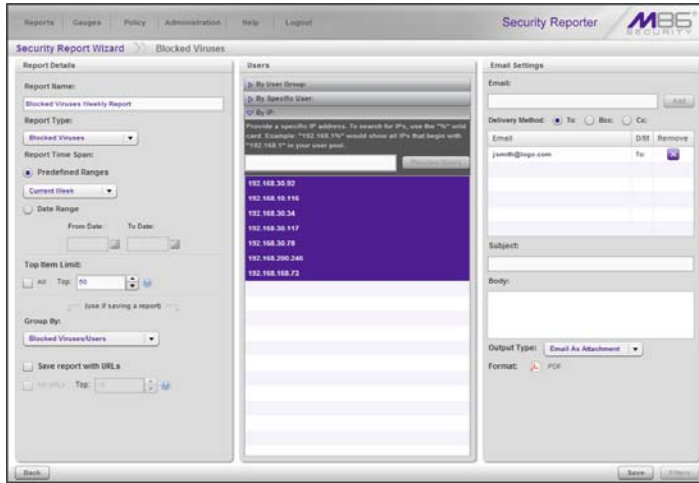 Reports Gauges Policy Administration Help Logout
Security Reporter
M86
SECURITY
Security Report Wizard Blocked Viruses
Report Details
Report Name:
Blocked Viruses Weekly Report
Report Type:
Blocked Viruses
Report Time Span:
Predefined Ranges
Current Week
Date Range
From Date: To Date:
Top Item Limit:
All Top: 50
(use if saving a report)
Group By:
Blocked Viruses/Users
Save report with URLs
All URLs Top:
Back
Users
By User Group:
By Specific User:
By IP:
Provide a specific IP address. To search for IPs, use the "%" wild
card. Example: "192.168.1%" would show all IPs that begin with
"192.168.1" in your user pool.
Preview Users
192.168.30.92
192.168.10.116
192.168.30.34
192.168.30.117
192.168.30.78
192.168.200.246
192.168.168.73
Email Settings
Email:
Add
Delivery Method: To: Bcc: Cc:
Email D/M Remove
jsmith@logo.com To:
Subject:
Body:
Output Type: Email As Attachment
Format: PDF
Save Filters